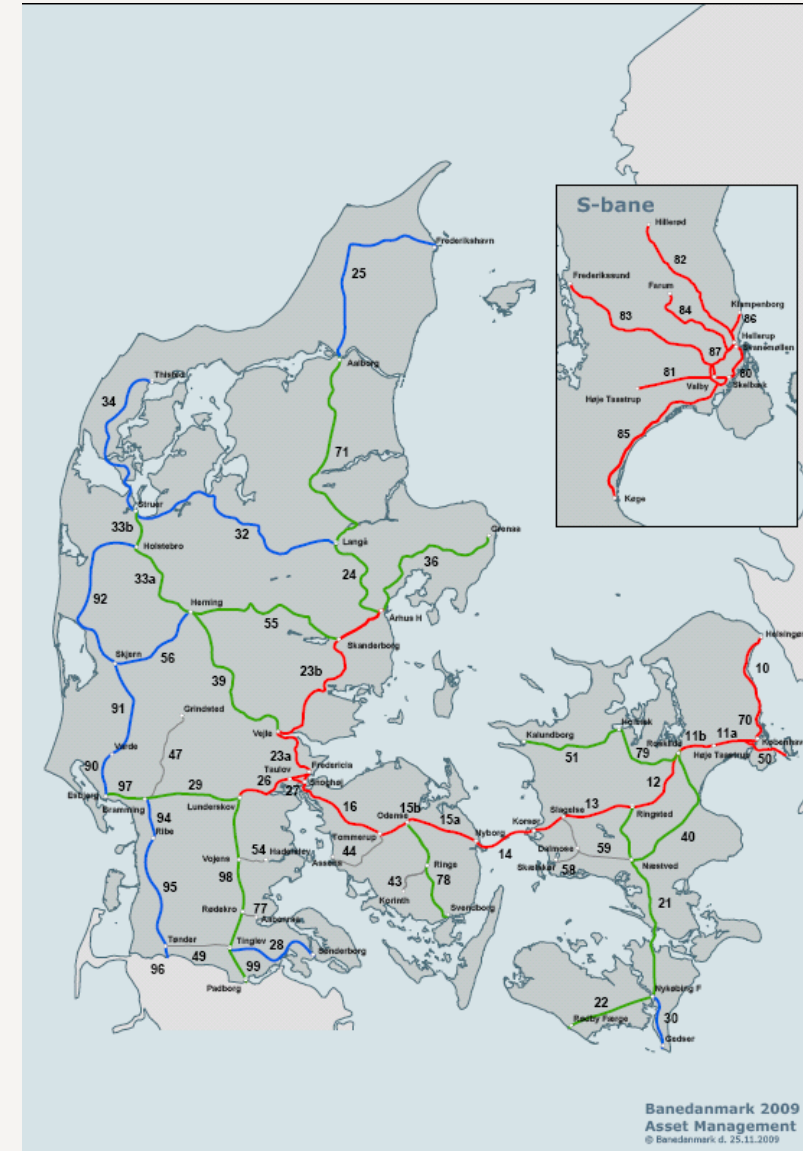 S-bane
Hillerød
82
Frederikssund
Farum
Klampenborg
83
84
86
Hellerup
Svanemøllen
87
81
80
Valby
Skelbæk
Høje Taastrup
85
Køge
Frederikshavn
25
Aalborg
Thisted
34
71
Struer
33b
32
Grenaa
Holstebro
Langå
36
33a
24
92
Herning
Århus H
55
Skanderborg
Helsingør
56
Skjern
39
23b
10
Grindsted
91
70
Vejle
Kalundborg
Roskilde
11b
11a
København
Varde
47
51
79
Høje Taastrup
50
23a
Taulov
Fredericia
90
26
Snoghøj
12
97
29
27
Esbjerg
Bramming
Lunderskov
16
15b
13
Slagelse
Ringsted
94
Odense
15a
Korsør
Ribe
Tommerup
Nyborg
40
Dalmose
59
54
44
14
Vojens
Haderslev
Assens
Ringe
Skælskør
58
Næstved
98
43
78
95
Korinth
21
77
Rødekro
Aabenraa
Svendborg
Tønder
Tinglev
28
Sønderborg
49
99
96
Padborg
22
Nykøbing F
Rødby Færge
30
Gedser
Banedanmark 2009
Asset Management
© Banedanmark d. 25.11.2009